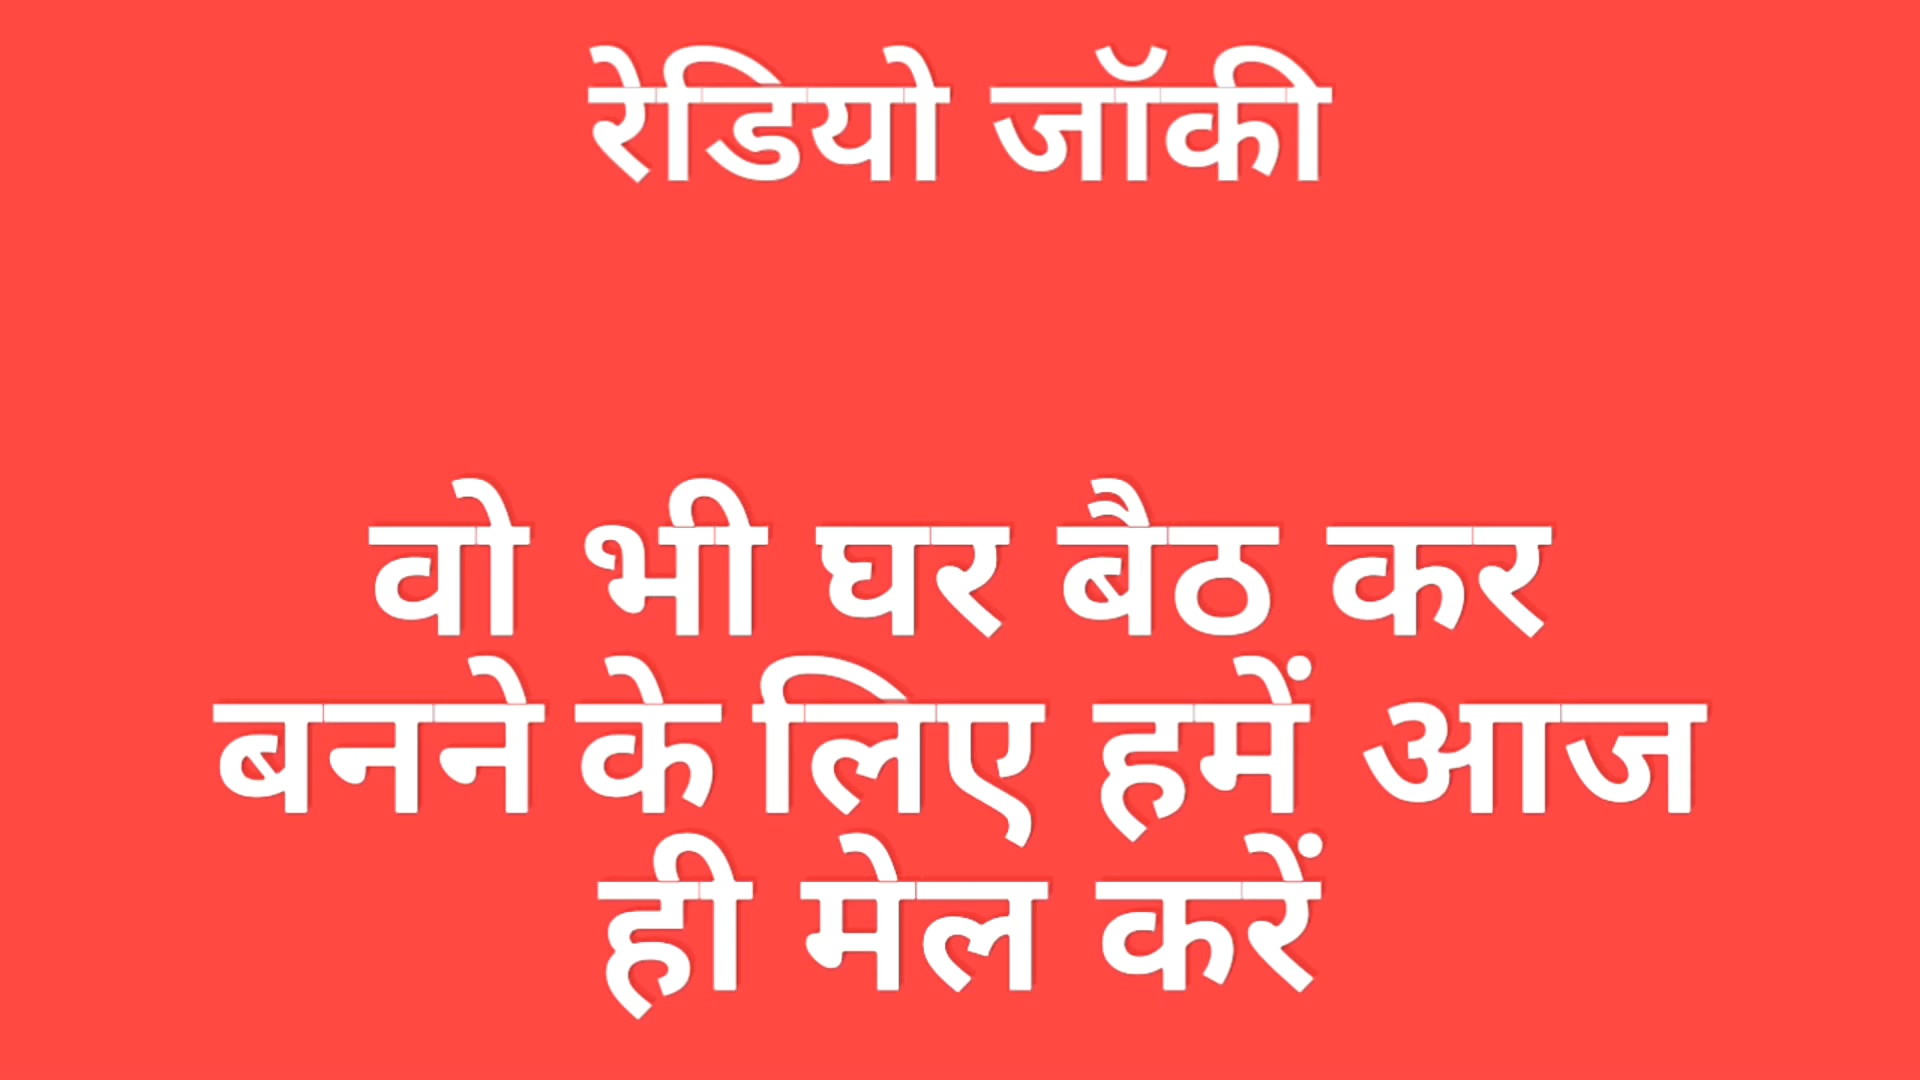 रेडियो जॉकी
वो भी घर बैठ कर
बनने के लिए हमें आज
ही मेल करें